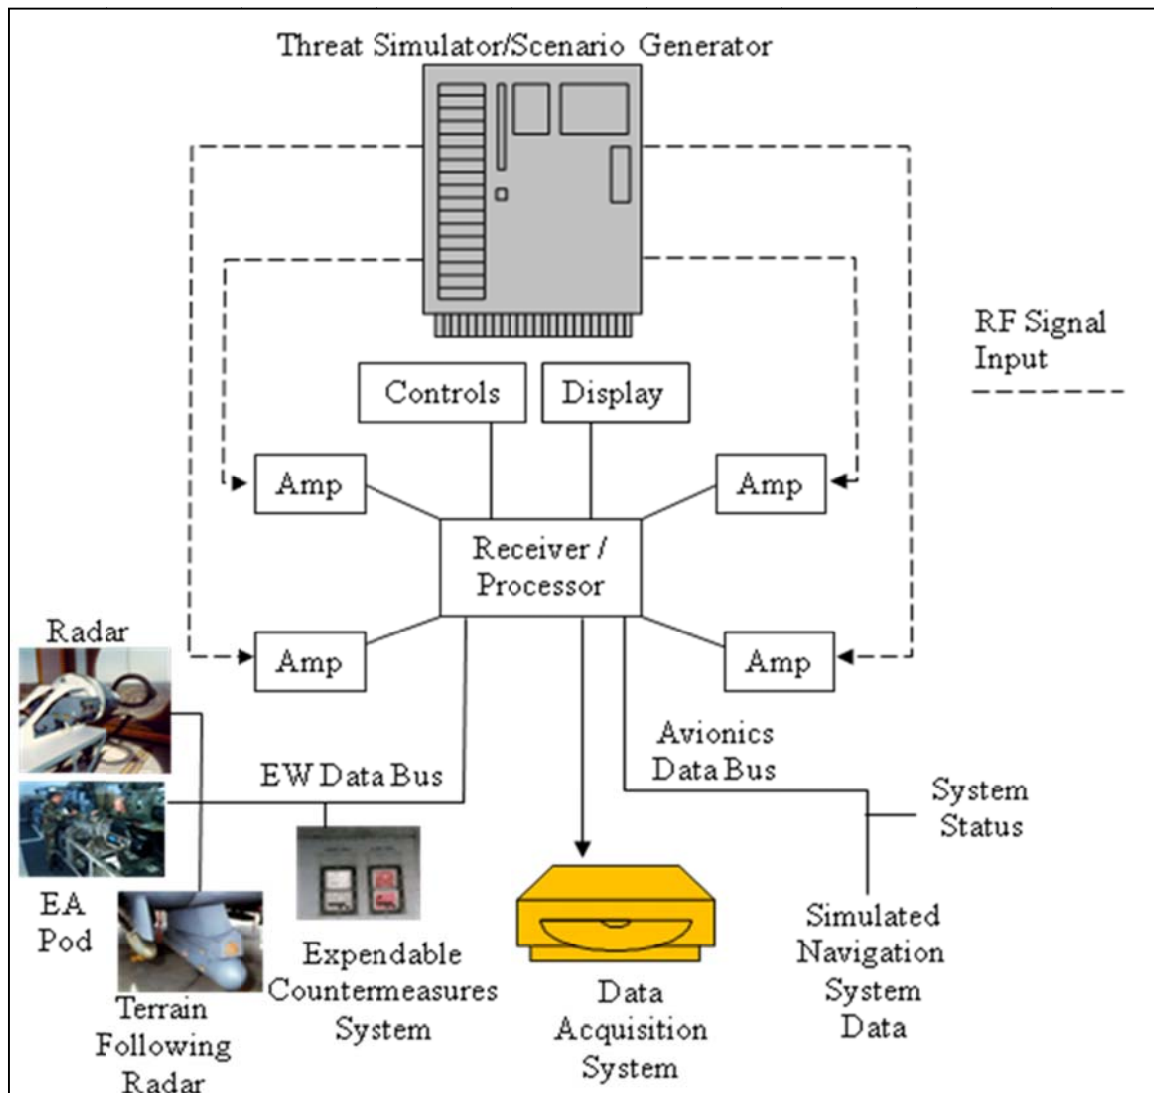 Threat Simulator/Scenario Generator
RF Signal
Input
Controls
Display
Amp
Amp
Receiver /
Processor
Amp
Amp
Radar
EW Data Bus
Avionics
Data Bus
System
Status
EA
Pod
Terrain
Following
Radar
Expendable
Countermeasures
System
Data
Acquisition
System
Simulated
Navigation
System
Data